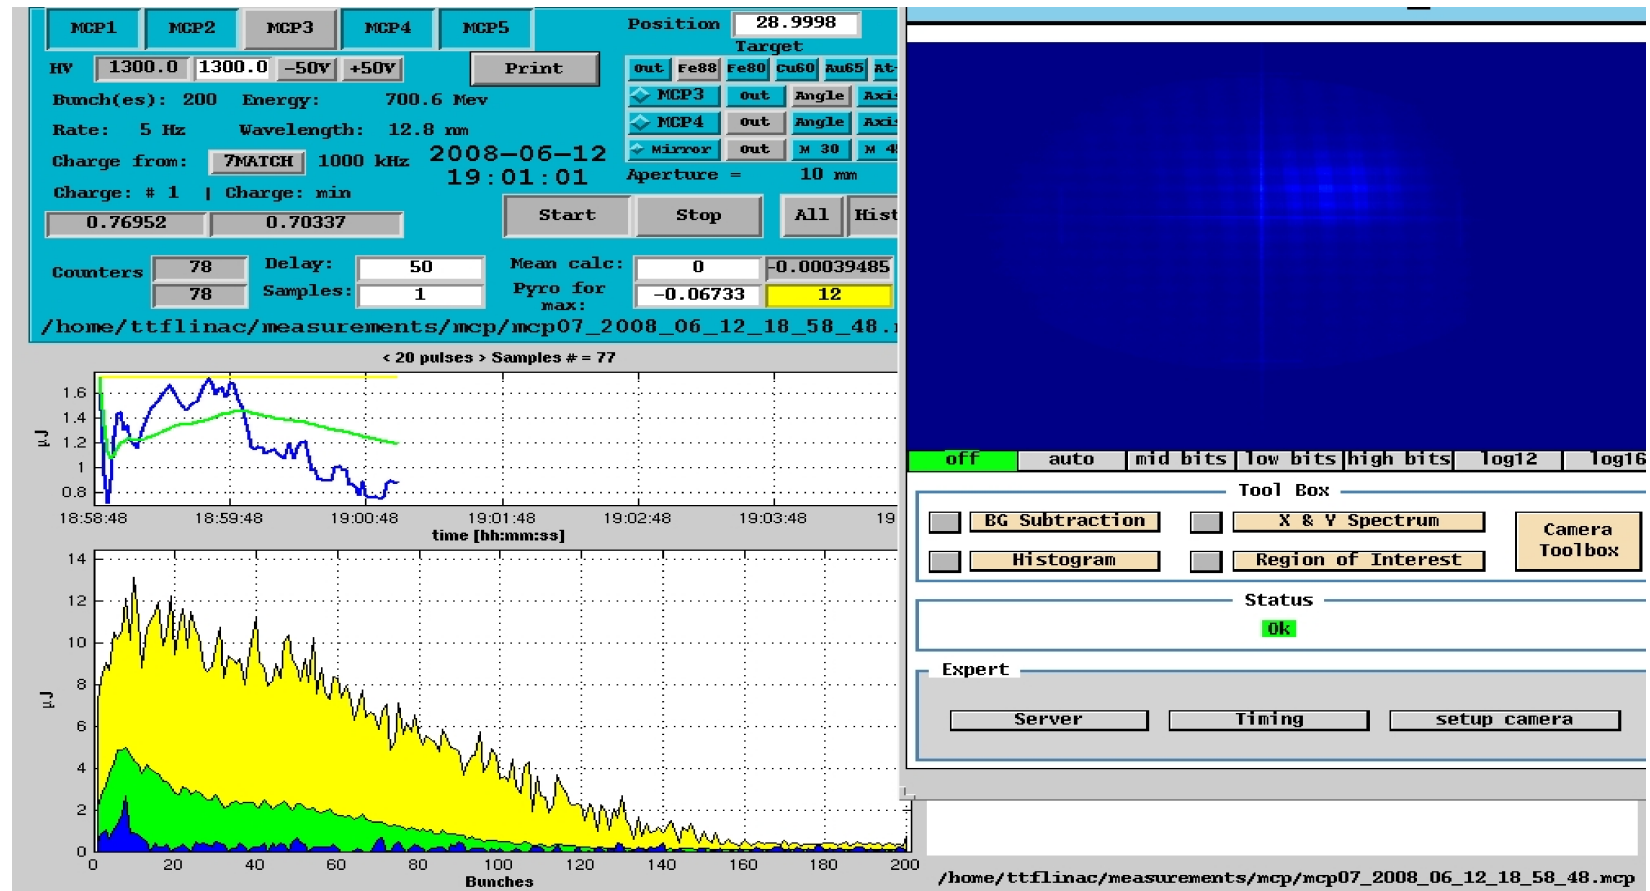 MCP1 MCP2 MCP3 MCP4 MCP5
Position 28.9998
Target
HV 1300.0 1300.0 -50V +50V Print
Out Fe88 Fe80 Cu60 Au65 At-
Bunch(es): 200 Energy: 700.6 Mev
MCP3 Out Angle Axis
Rate: 5 Hz Wavelength: 12.8 nm
MCP4 Out Angle Axis
Charge from: 7MATCH 1000 kHz 2008-06-12
Mirror Out M 30 M 4
19:01:01
Aperture = 10 mm
Charge: # 1 | Charge: min
0.76952 0.70337
Start Stop All Hist
Counters 78 Delay: 50 Mean calc: 0 -0.00039485
78 Samples: 1 Pyro for max: -0.06733 12
/home/ttflinac/measurements/mcp/mcp07_2008_06_12_18_58_48.
< 20 pulses > Samples # = 77
1.6
1.4
1.2
1
0.8
µJ
18:58:48 18:59:48 19:00:48 19:01:48 19:02:48 19:03:48 19
time [hh:mm:ss]
14
12
10
8
6
4
2
0
µJ
0 20 40 60 80 100 120 140 160 180 200
Bunches
off auto mid bits low bits high bits log12 log16
Tool Box
BG Subtraction X & Y Spectrum Camera Toolbox
Histogram Region of Interest
Status
Ok
Expert
Server Timing setup camera
/home/ttflinac/measurements/mcp/mcp07_2008_06_12_18_58_48.mcp